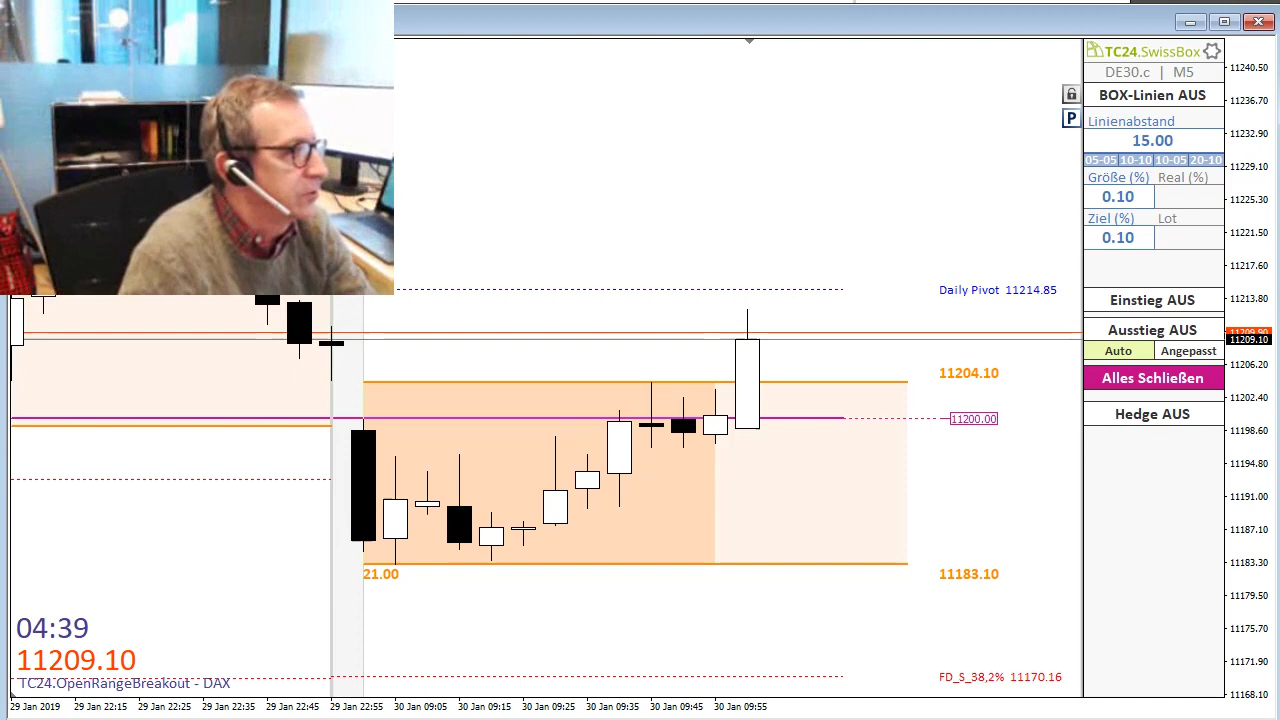 TC24.SwissBox
DE30.c | M5
BOX-Linien AUS
Linienabstand
15.00
05-05 10-10 10-05 20-10
Größe (%) Real (%)
0.10
Ziel (%) Lot
0.10
Einstieg AUS
Ausstieg AUS
Auto Angepasst
Alles Schließen
Hedge AUS
P
11240.50
11236.70
11232.90
11229.10
11225.30
11221.50
11217.60
11213.80
11209.90
11209.10
11206.20
11202.40
11198.60
11194.80
11191.00
11187.10
11183.30
11179.50
11175.70
11171.90
11168.10
Daily Pivot 11214.85
11204.10
11200.00
21.00
11183.10
FD_S_38,2% 11170.16
04:39
11209.10
TC24.OpenRangeBreakout - DAX
29 Jan 2019 29 Jan 22:15 29 Jan 22:25 29 Jan 22:35 29 Jan 22:45 29 Jan 22:55 30 Jan 09:05 30 Jan 09:15 30 Jan 09:25 30 Jan 09:35 30 Jan 09:45 30 Jan 09:55